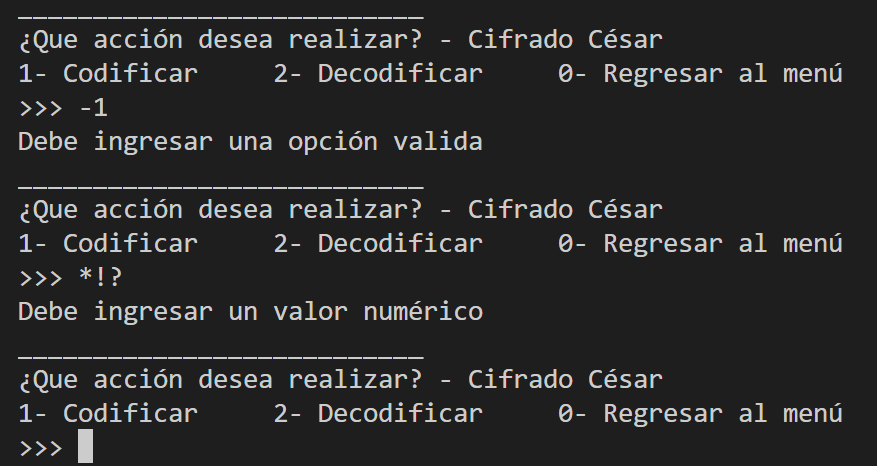 ___________________________
¿Que acción desea realizar? - Cifrado César
1- Codificar     2- Decodificar     0- Regresar al menú
>>> -1
Debe ingresar una opción valida
___________________________
¿Que acción desea realizar? - Cifrado César
1- Codificar     2- Decodificar     0- Regresar al menú
>>> *!?
Debe ingresar un valor numérico
___________________________
¿Que acción desea realizar? - Cifrado César
1- Codificar     2- Decodificar     0- Regresar al menú
>>>